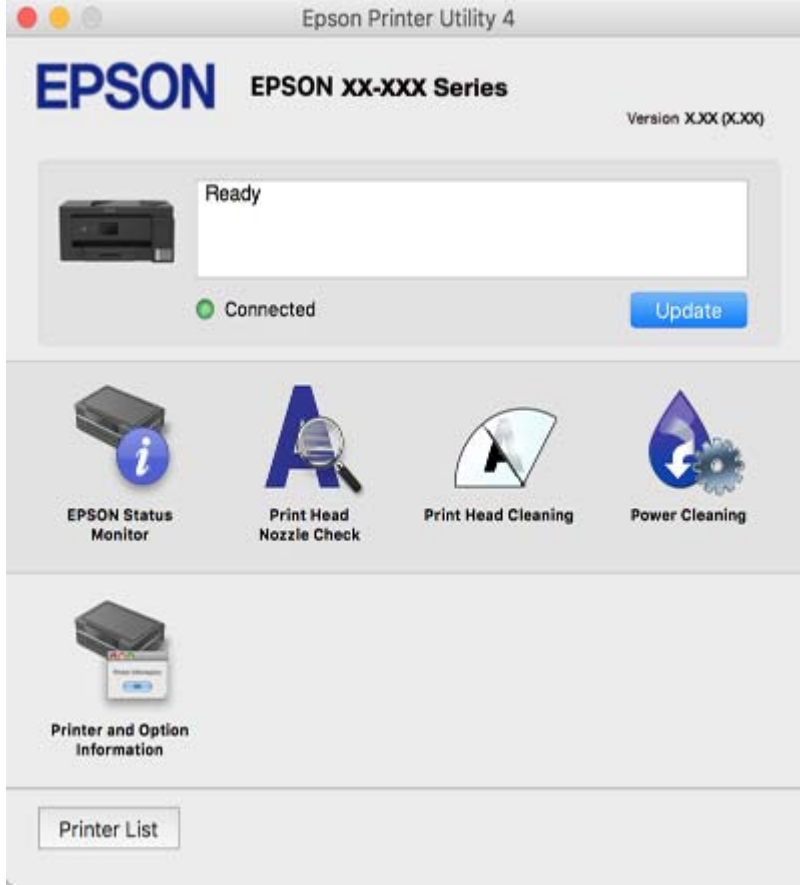 Epson Printer Utility 4
EPSON
EPSON XX-XXX Series
Version X.XX (X.XX)
Ready
Connected
Update
EPSON Status
Monitor
Print Head
Nozzle Check
Print Head Cleaning
Power Cleaning
Printer and Option
Information
Printer List